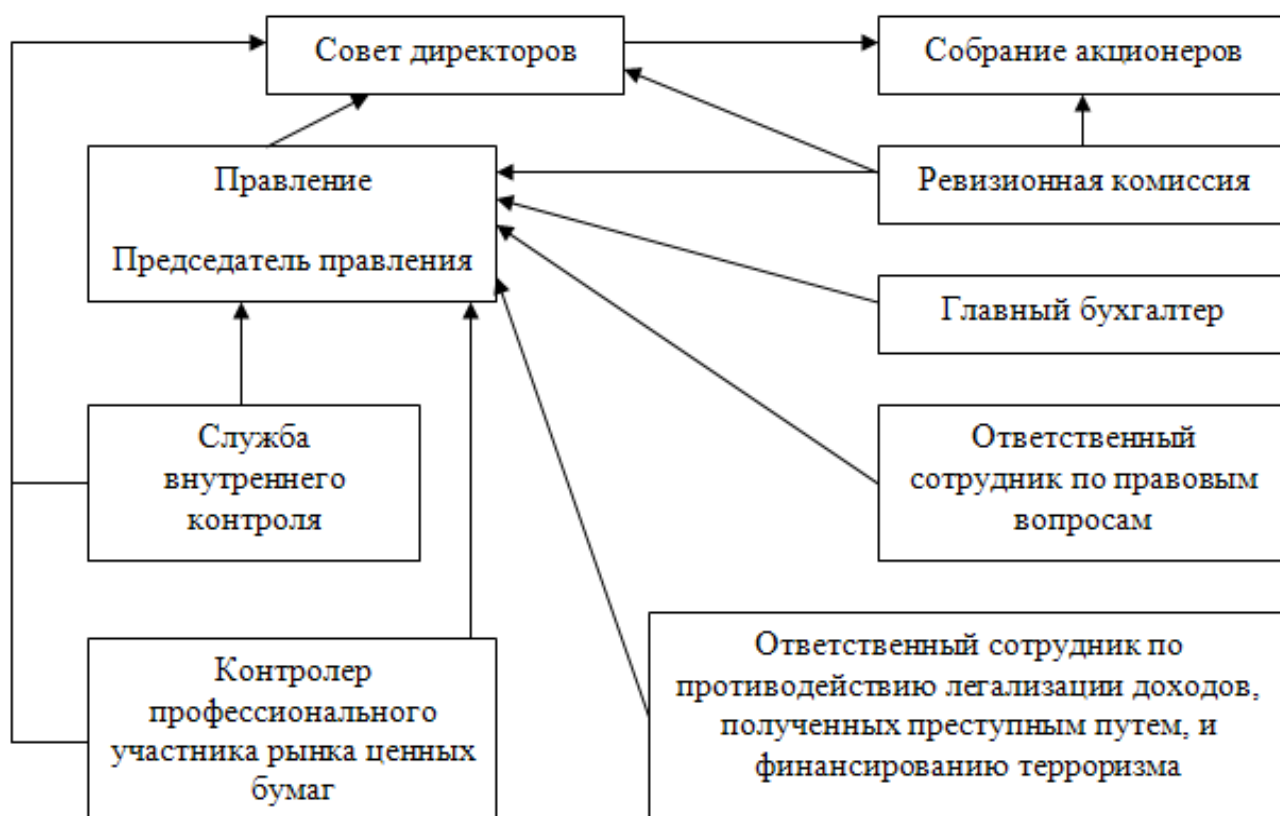 Совет директоров
Собрание акционеров
Правление
Председатель правления
Ревизионная комиссия
Главный бухгалтер
Служба
внутреннего
контроля
Ответственный
сотрудник по правовым
вопросам
Контролер
профессионального
участника рынка ценных
бумаг
Ответственный сотрудник по
противодействию легализации доходов,
полученных преступным путем, и
финансированию терроризма